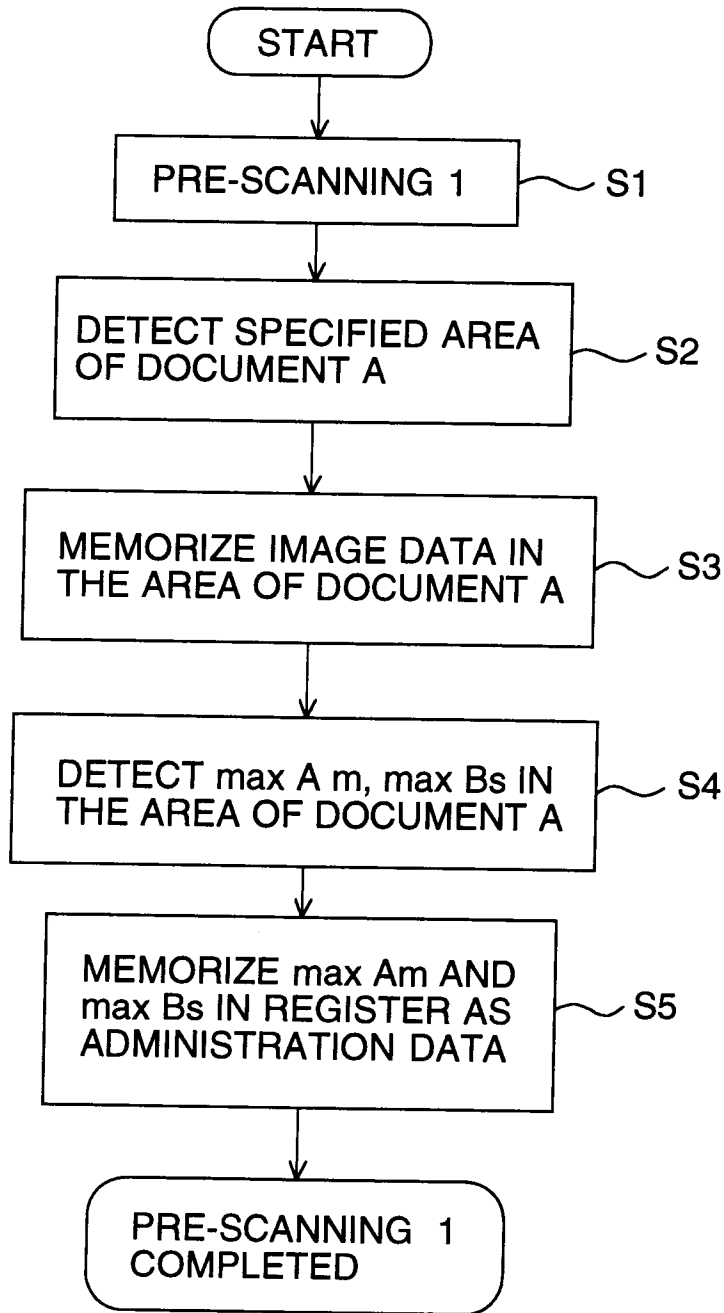 START
PRE-SCANNING 1
S1
DETECT SPECIFIED AREA
OF DOCUMENT A
S2
MEMORIZE IMAGE DATA IN
THE AREA OF DOCUMENT A
S3
DETECT max A m, max Bs IN
THE AREA OF DOCUMENT A
S4
MEMORIZE max Am AND
max Bs IN REGISTER AS
ADMINISTRATION DATA
S5
PRE-SCANNING 1
COMPLETED